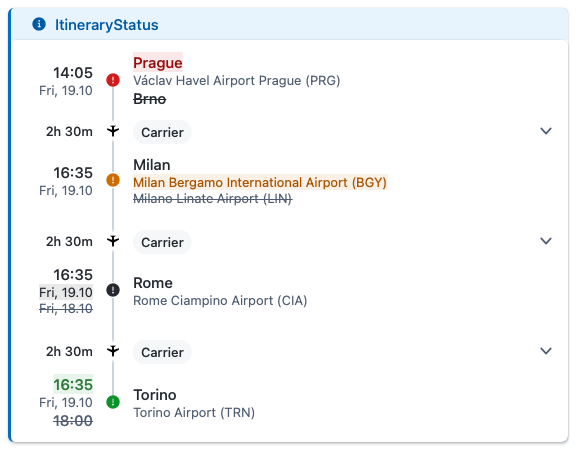 ItineraryStatus
14:05
Fri, 19.10
Prague
Václav Havel Airport Prague (PRG)
Brno
2h 30m
Carrier
16:35
Fri, 19.10
Milan
Milan Bergamo International Airport (BGY)
Milano Linate Airport (LIN)
2h 30m
Carrier
16:35
Fri, 19.10
Fri, 18.10
Rome
Rome Ciampino Airport (CIA)
2h 30m
Carrier
16:35
Fri, 19.10
18:00
Torino
Torino Airport (TRN)